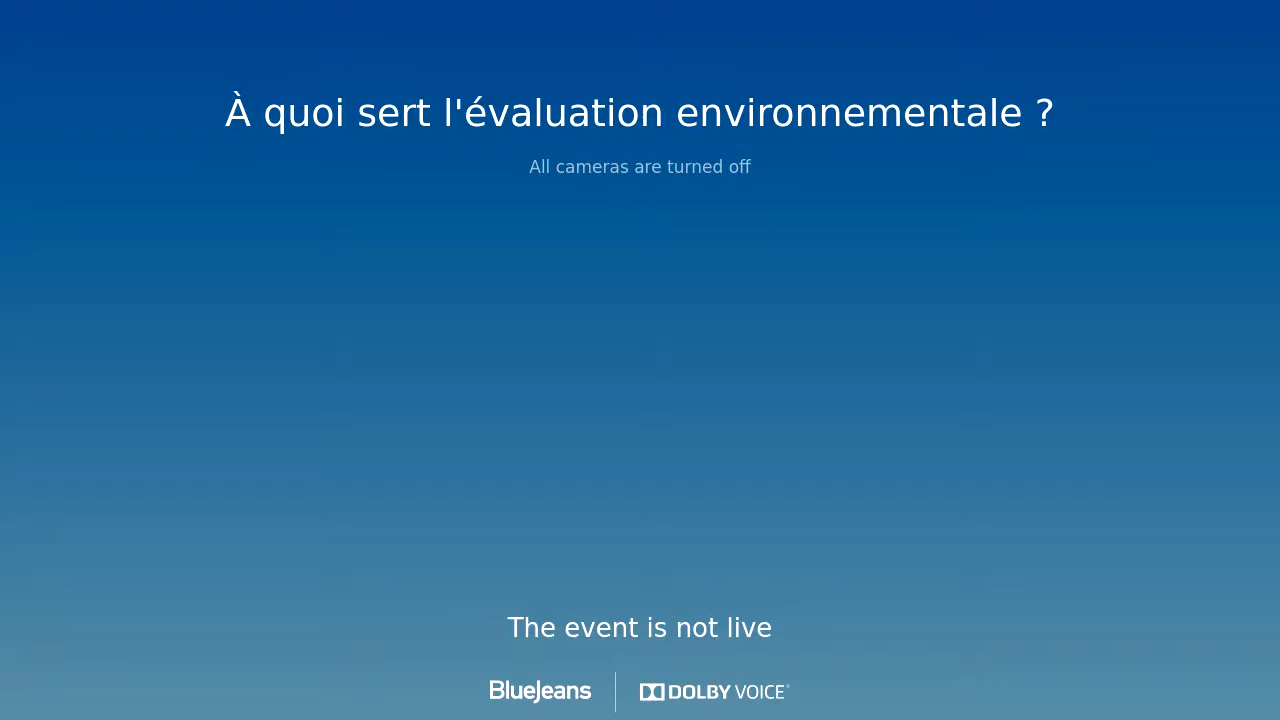 À quoi sert l'évaluation environnementale ?
All cameras are turned off
The event is not live
BlueJeans DOLBY VOICE